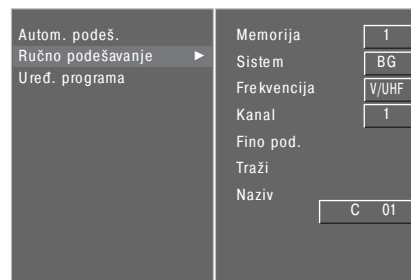 Autom. podeš.
Ručno podešavanje
Uređ. programa
Memorija 1
Sistem BG
Frekvencija V/UHF
Kanal 1
Fino pod.
Traži
Naziv
C 01